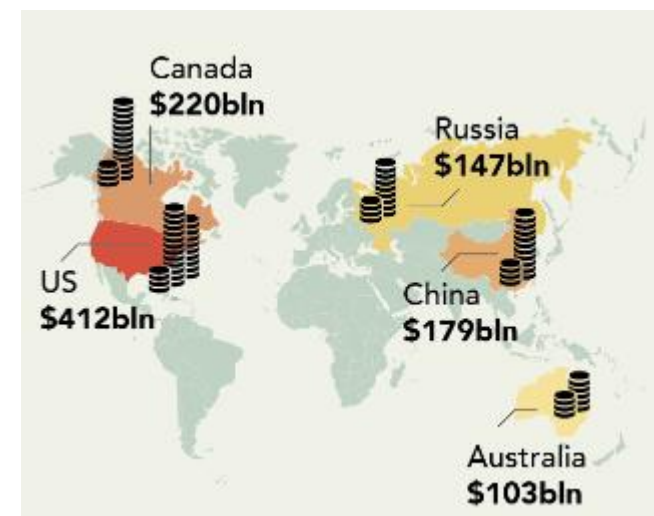 Canada
$220bln
Russia
$147bln
US
$412bln
China
$179bln
Australia
$103bln